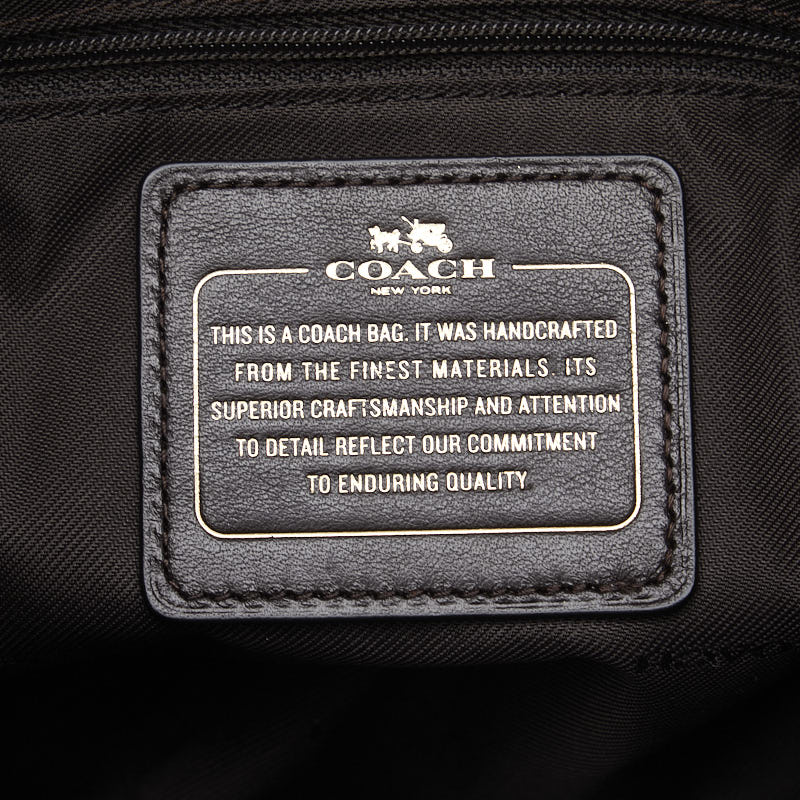 COACH
NEW YORK
THIS IS A COACH BAG. IT WAS HANDCRAFTED
FROM THE FINEST MATERIALS. ITS
SUPERIOR CRAFTSMANSHIP AND ATTENTION
TO DETAIL REFLECT OUR COMMITMENT
TO ENDURING QUALITY